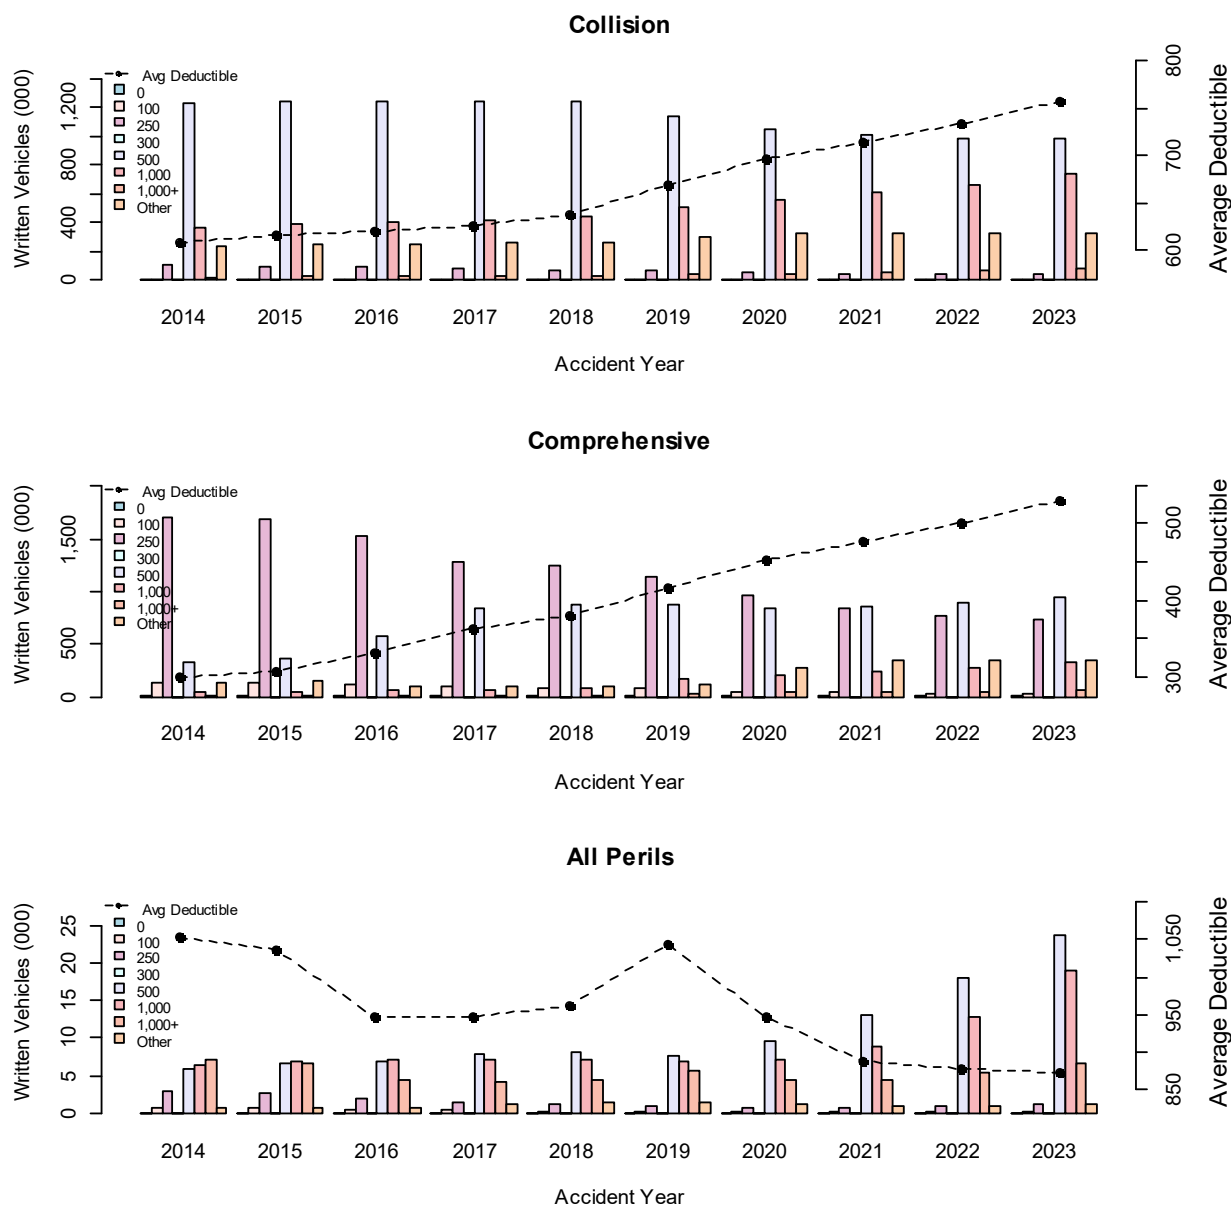 Collision
Written Vehicles (000)
0
400
800
1,200
Avg Deductible
0
100
250
300
500
1,000
1,000+
Other
600
700
800
Average Deductible
2014 2015 2016 2017 2018 2019 2020 2021 2022 2023
Accident Year
Comprehensive
Written Vehicles (000)
0
500
1,500
Avg Deductible
0
100
250
300
500
1,000
1,000+
Other
300
400
500
Average Deductible
2014 2015 2016 2017 2018 2019 2020 2021 2022 2023
Accident Year
All Perils
Written Vehicles (000)
0
5
10
15
20
25
Avg Deductible
0
100
250
300
500
1,000
1,000+
Other
850
950
1,050
Average Deductible
2014 2015 2016 2017 2018 2019 2020 2021 2022 2023
Accident Year